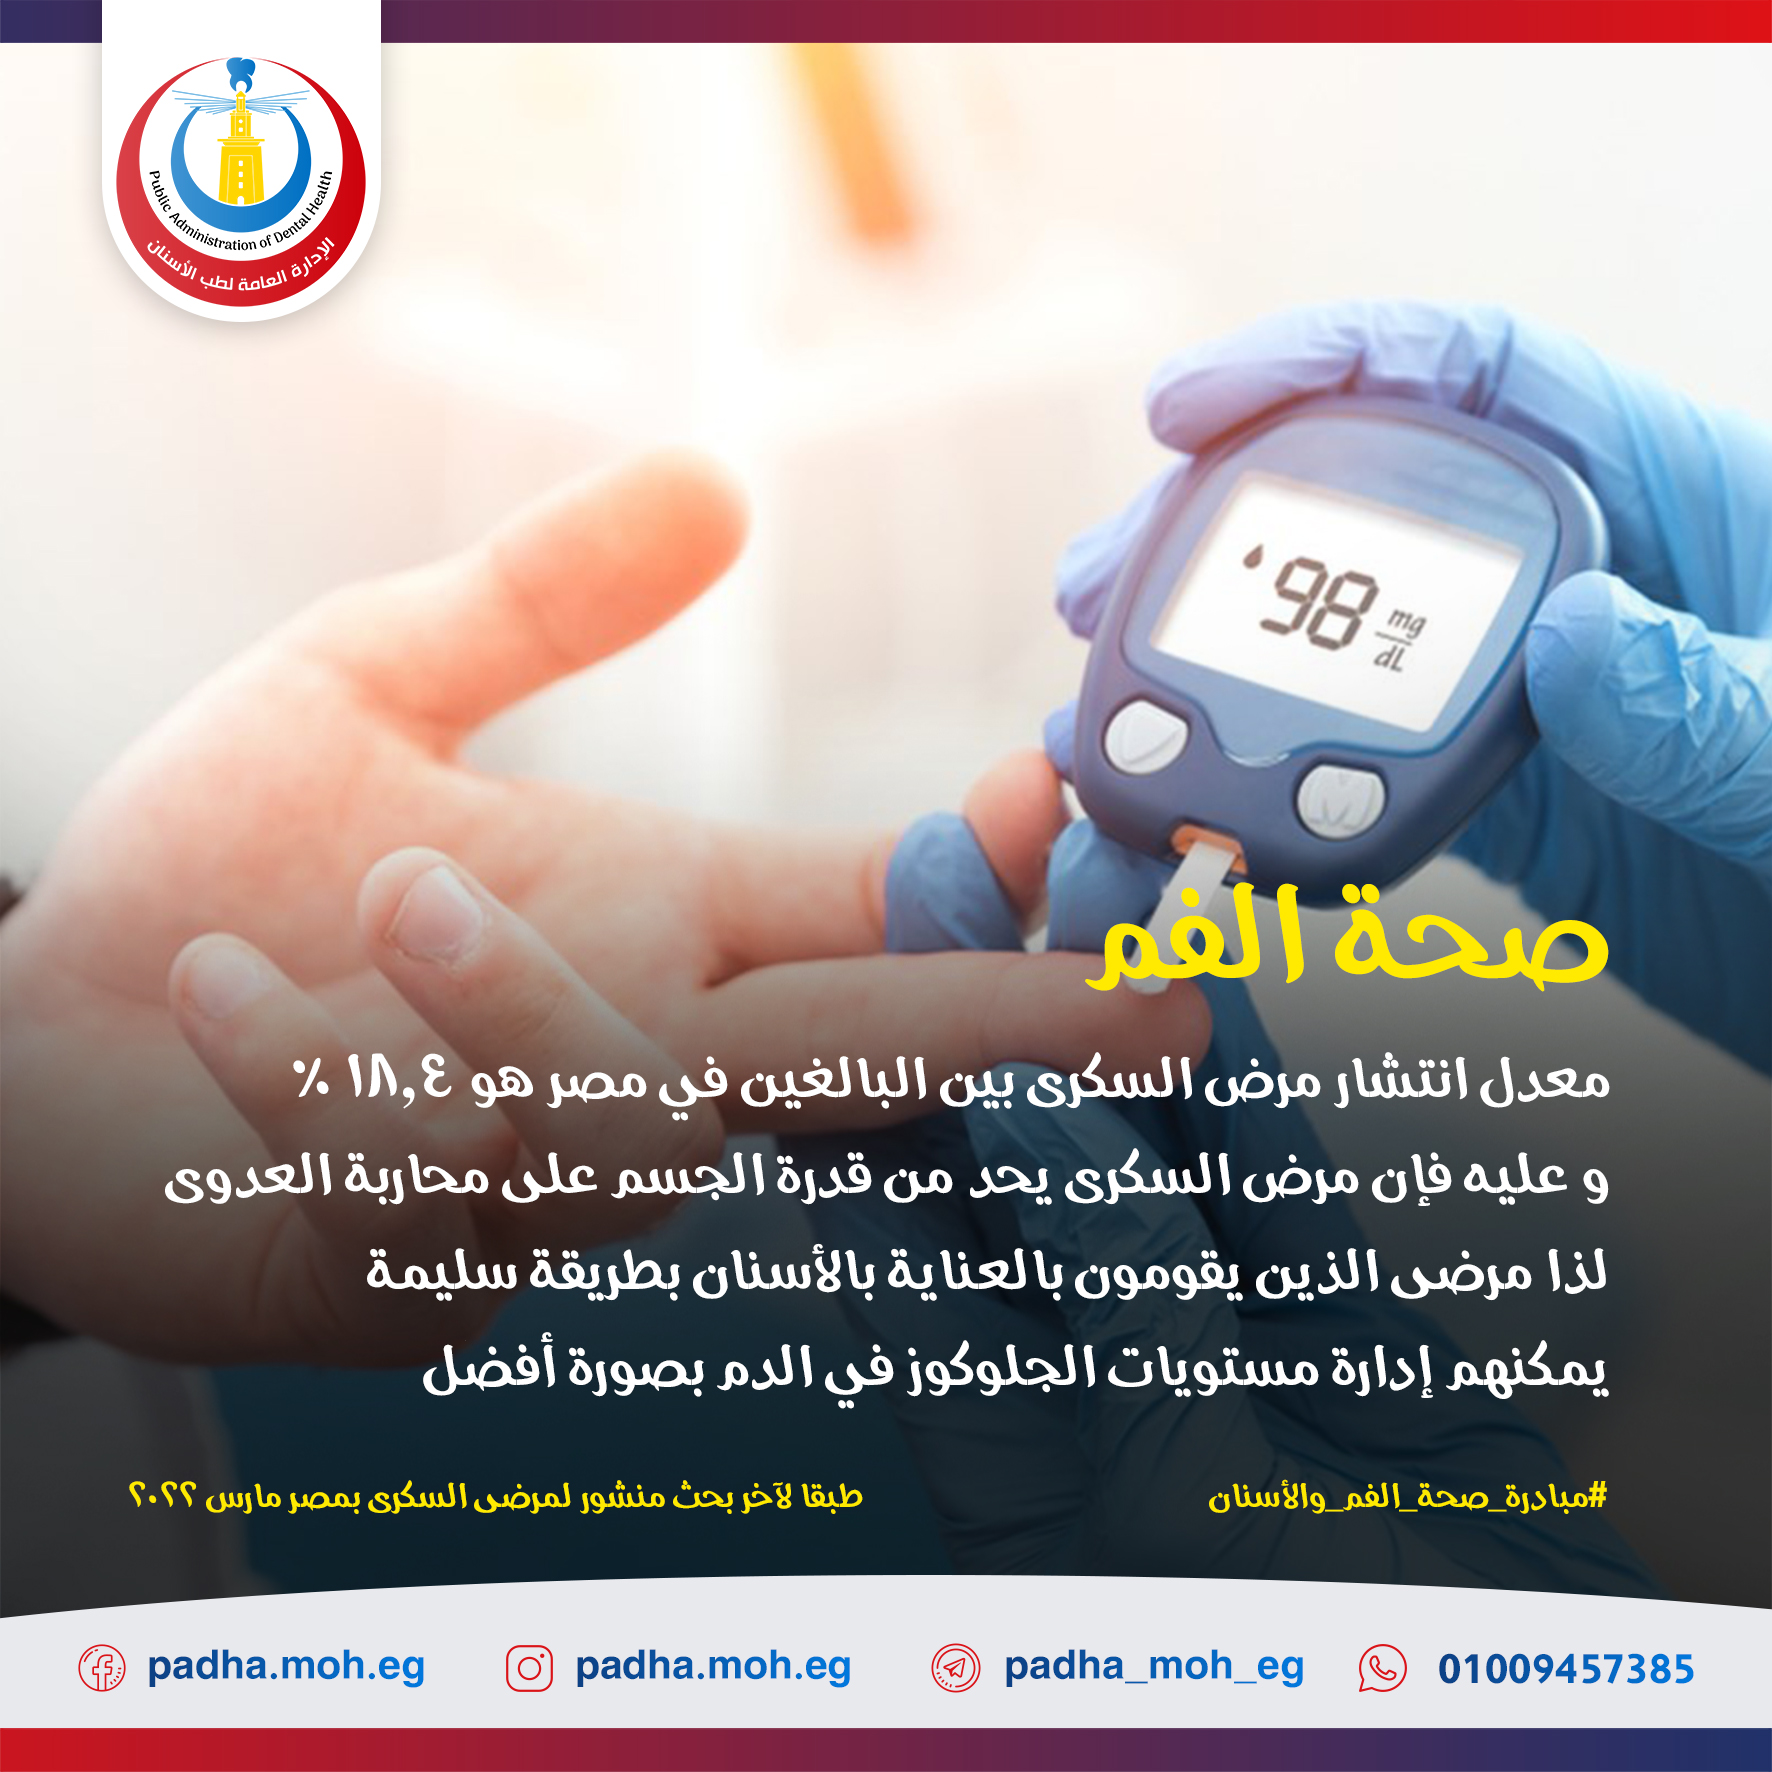 Public Administration of Dental Health
الإدارة العامة لطب الأسنان
98 mg/dL
صحة الفم
معدل انتشار مرض السكرى بين البالغين في مصر هو ١٨,٤ ٪
و عليه فإن مرض السكرى يحد من قدرة الجسم على محاربة العدوى
لذا مرضى الذين يقومون بالعناية بالأسنان بطريقة سليمة
يمكنهم إدارة مستويات الجلوكوز في الدم بصورة أفضل
#مبادرة_صحة_الفم_والأسنان
طبقا لآخر بحث منشور لمرضى السكرى بمصر مارس ٢٠٢٢
padha.moh.eg
padha.moh.eg
padha_moh_eg
01009457385